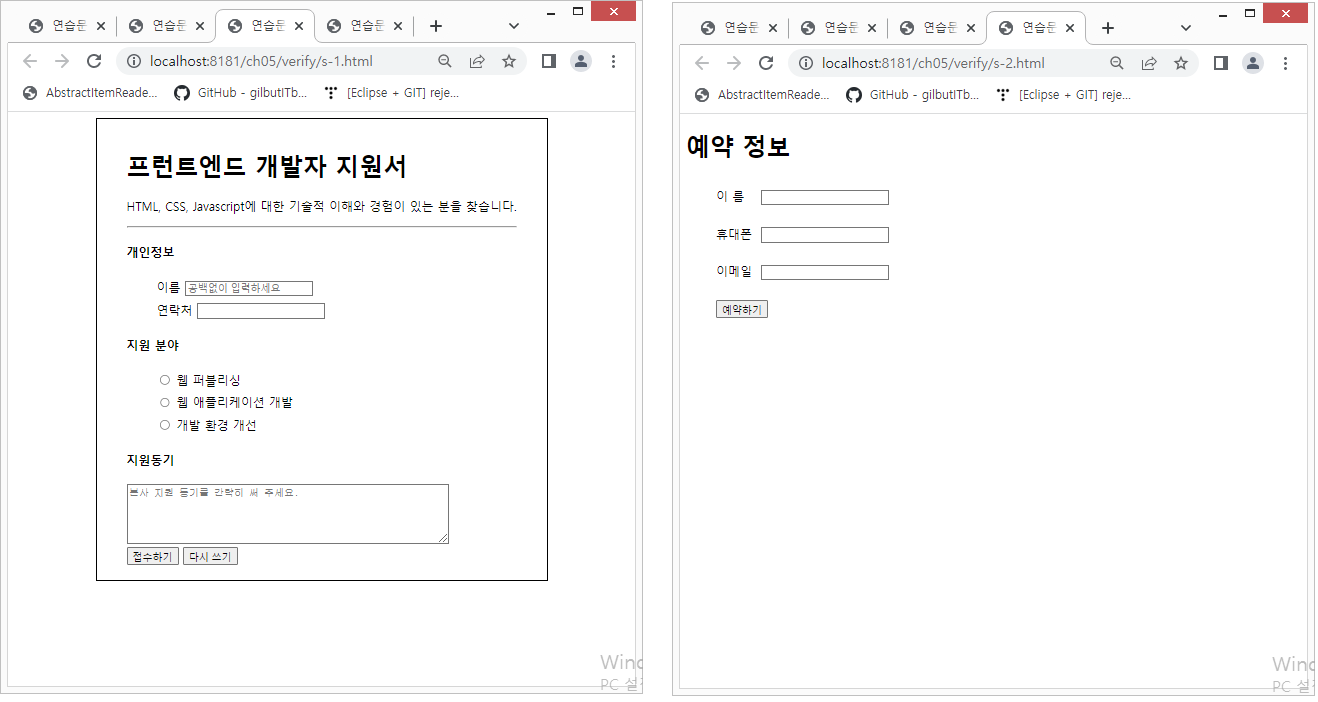 연습문
연습문
연습문
연습문
localhost:8181/ch05/verify/s-1.html
AbstractItemReade...
GitHub - gilbutITb...
[Eclipse + GIT] reje...
프런트엔드 개발자 지원서
HTML, CSS, Javascript에 대한 기술적 이해와 경험이 있는 분을 찾습니다.
개인정보
이름 공백없이 입력하세요
연락처
지원 분야
웹 퍼블리싱
웹 애플리케이션 개발
개발 환경 개선
지원동기
본사 지원 동기를 간략히 써 주세요.
접수하기 다시 쓰기
Wind
PC 설정
연습문
연습문
연습문
연습문
localhost:8181/ch05/verify/s-2.html
AbstractItemReade...
GitHub - gilbutITb...
[Eclipse + GIT] reje...
예약 정보
이 름
휴대폰
이메일
예약하기
Wind
PC 설